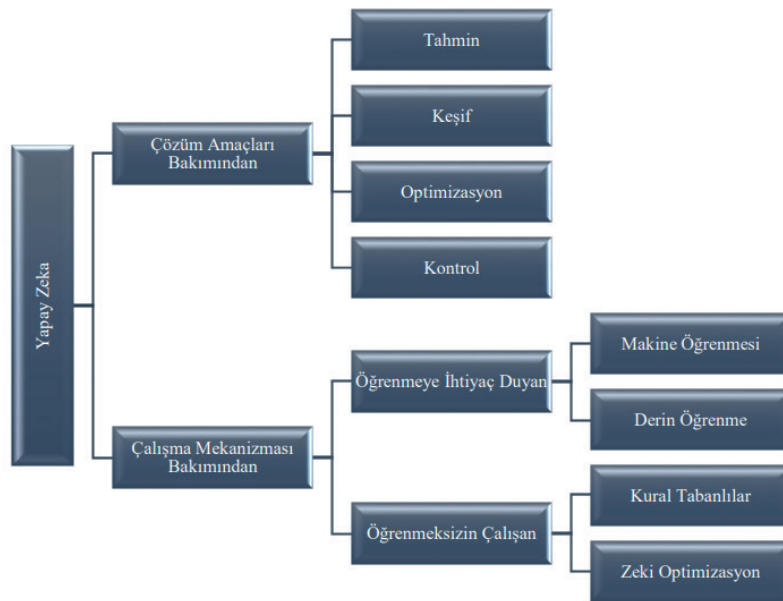 Yapay Zeka
Çözüm Amaçları
Bakımından
Tahmin
Keşif
Optimizasyon
Kontrol
Çalışma Mekanizması
Bakımından
Öğrenmeye İhtiyaç Duyan
Makine Öğrenmesi
Derin Öğrenme
Öğrenmeksizin Çalışan
Kural Tabanlılar
Zeki Optimizasyon